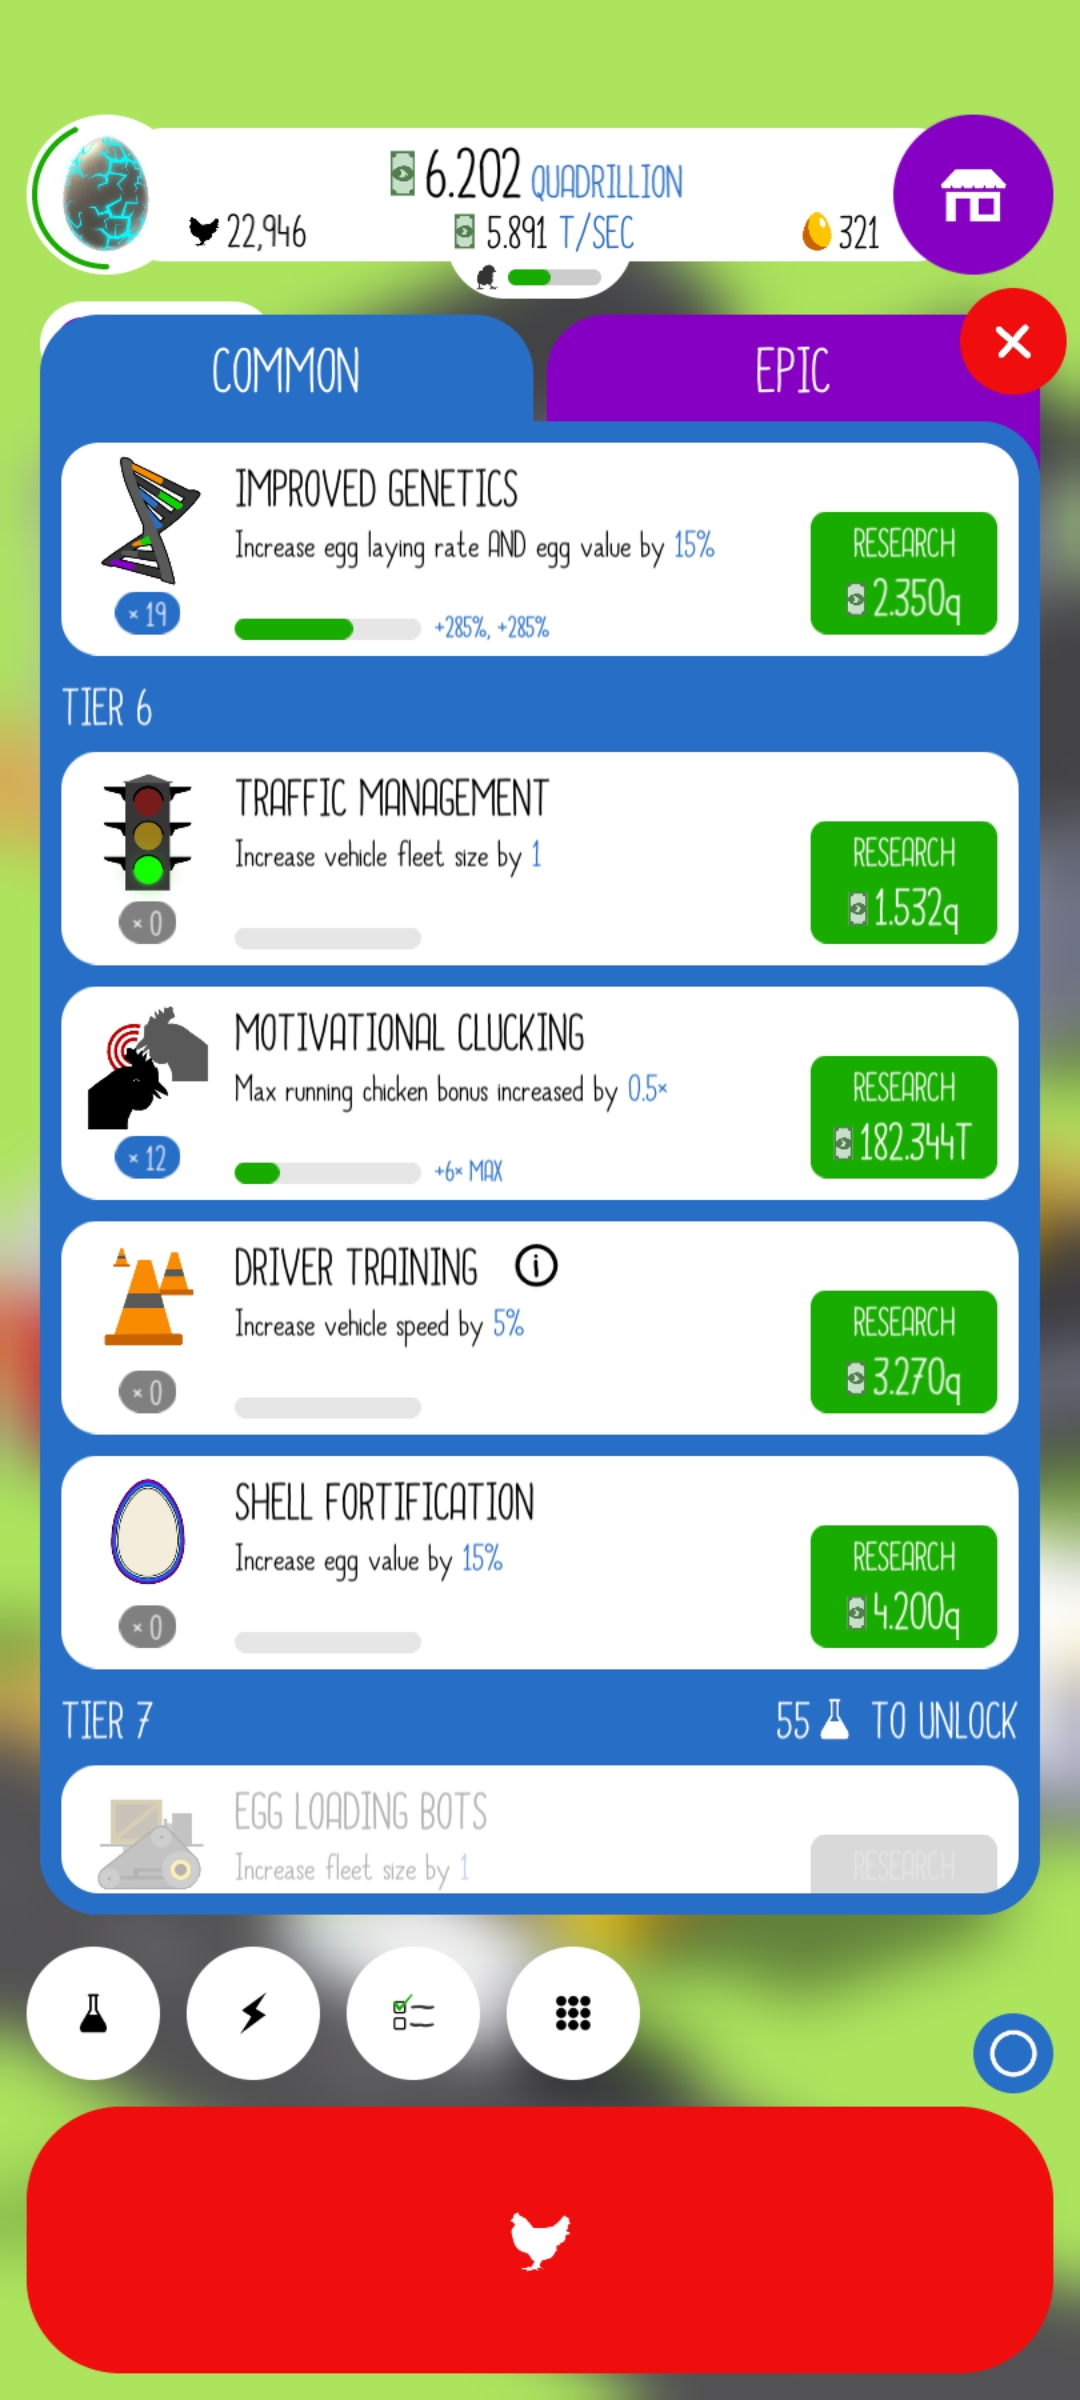 6.202 QUADRILLION
22,946
5.891 T/SEC
321
COMMON
EPIC
IMPROVED GENETICS
Increase egg laying rate AND egg value by 15%
RESEARCH
2.350q
× 19
+285%, +285%
TIER 6
TRAFFIC MANAGEMENT
Increase vehicle fleet size by 1
RESEARCH
1.532q
× 0
MOTIVATIONAL CLUCKING
Max running chicken bonus increased by 0.5×
RESEARCH
182.344T
× 12
+6× MAX
DRIVER TRAINING
Increase vehicle speed by 5%
RESEARCH
3.270q
× 0
SHELL FORTIFICATION
Increase egg value by 15%
RESEARCH
4.200q
× 0
TIER 7
55 TO UNLOCK
EGG LOADING BOTS
Increase fleet size by 1
RESEARCH